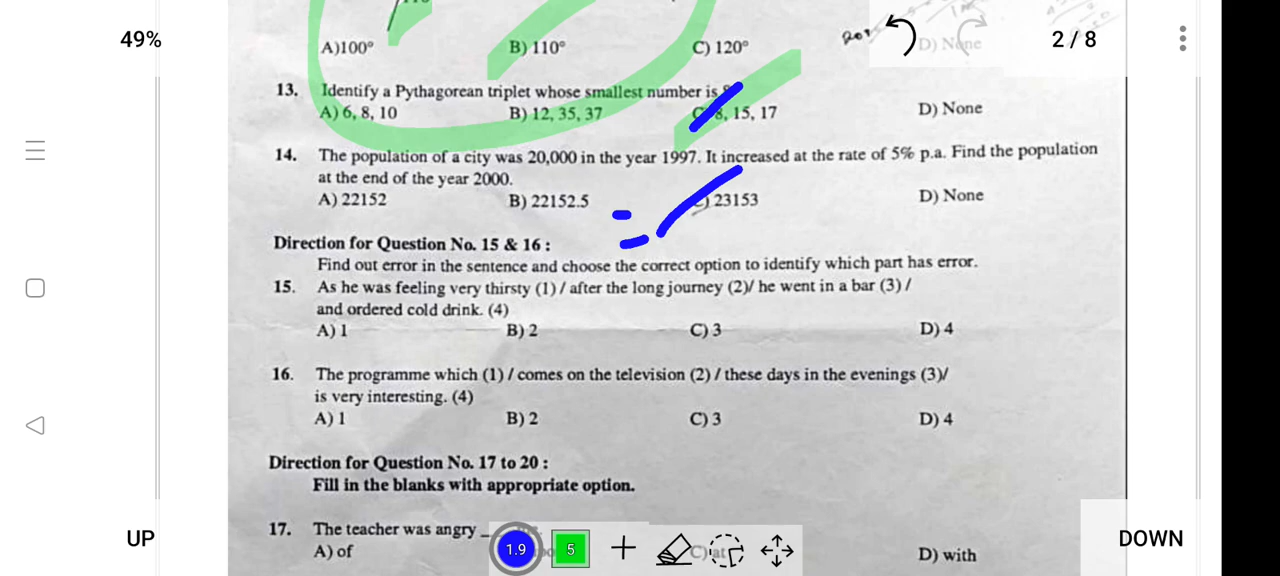 49%
2 / 8
A)100° B) 110° C) 120° D) None
13. Identify a Pythagorean triplet whose smallest number is
A) 6, 8, 10 B) 12, 35, 37 8, 15, 17 D) None
14. The population of a city was 20,000 in the year 1997. It increased at the rate of 5% p.a. Find the population
at the end of the year 2000.
A) 22152 B) 22152.5 23153 D) None
Direction for Question No. 15 & 16 :
Find out error in the sentence and choose the correct option to identify which part has error.
15. As he was feeling very thirsty (1) / after the long journey (2)/ he went in a bar (3) /
and ordered cold drink. (4)
A) 1 B) 2 C) 3 D) 4
16. The programme which (1) / comes on the television (2) / these days in the evenings (3)/
is very interesting. (4)
A) 1 B) 2 C) 3 D) 4
Direction for Question No. 17 to 20 :
Fill in the blanks with appropriate option.
17. The teacher was angry
A) of C) at D) with
UP
1.9
5
DOWN